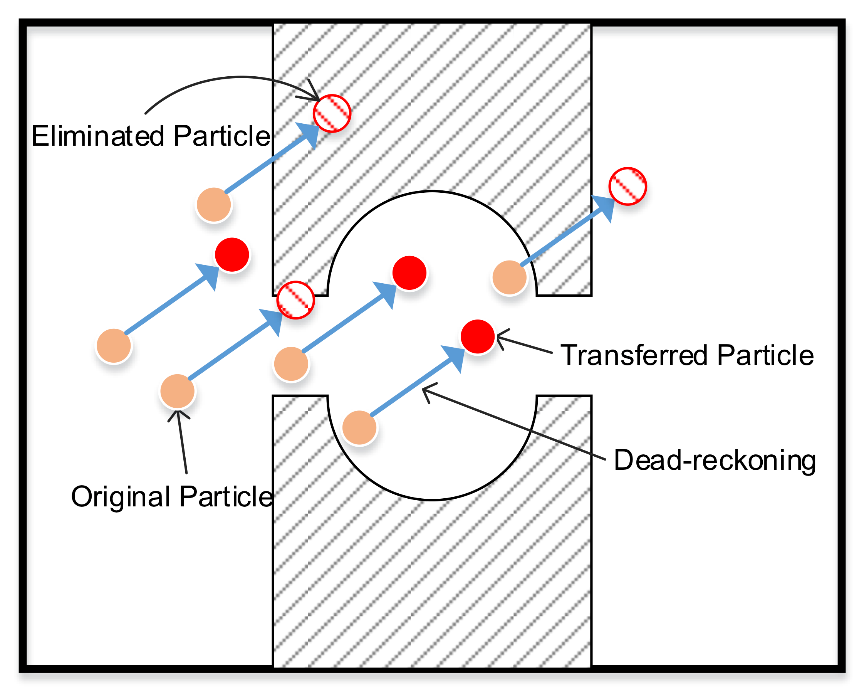 Eliminated Particle
Transferred Particle
Dead-reckoning
Original Particle